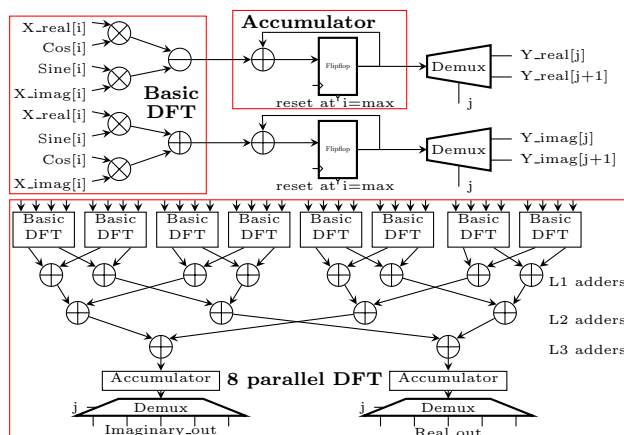 X_real[i]
Cos[i]
Sine[i]
X_imag[i]
X_real[i]
Sine[i]
Cos[i]
X_imag[i]
Basic
DFT
Accumulator
Flipflop
reset at i=max
Demux
j
Y_real[j]
Y_real[j+1]
Flipflop
reset at i=max
Demux
j
Y_imag[j]
Y_imag[j+1]
Basic
DFT
Basic
DFT
Basic
DFT
Basic
DFT
Basic
DFT
Basic
DFT
Basic
DFT
Basic
DFT
L1 adders
L2 adders
L3 adders
Accumulator
8 parallel DFT
Accumulator
j
Demux
j
Demux
Imaginary_out
Real_out